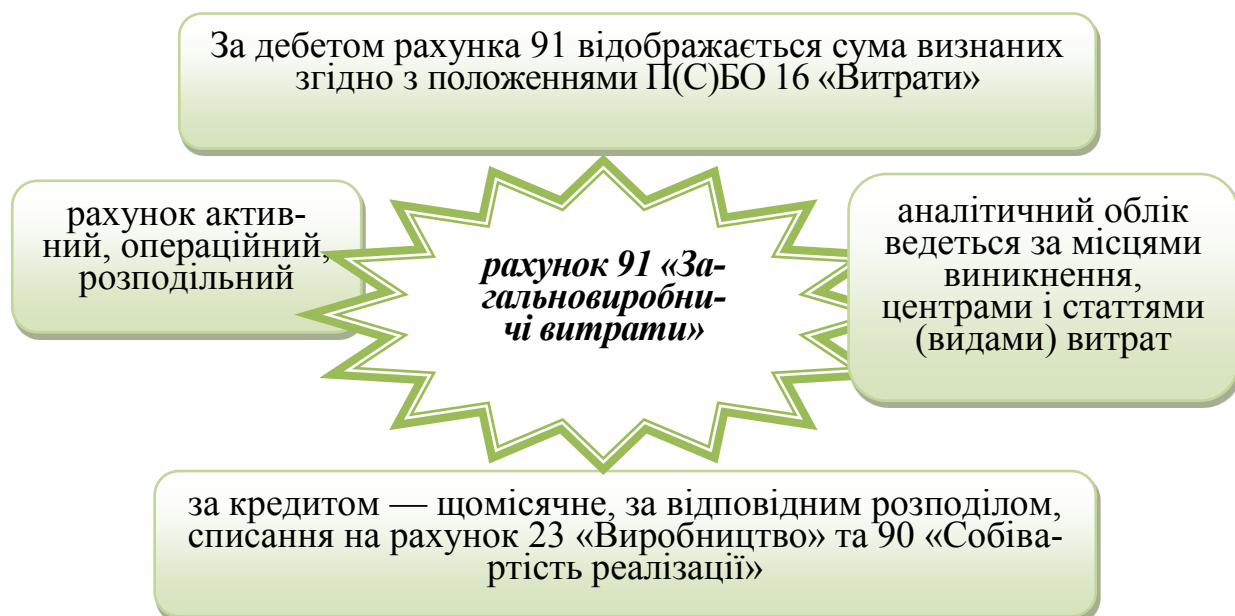 За дебетом рахунка 91 відображається сума визнаних
згідно з положеннями П(С)БО 16 «Витрати»
рахунок актив-
ний, операційний,
розподільний
рахунок 91 «За-
гальновиробни-
чі витрати»
аналітичний облік
ведеться за місцями
виникнення,
центрами і статтями
(видами) витрат
за кредитом — щомісячне, за відповідним розподілом,
списання на рахунок 23 «Виробництво» та 90 «Собіва-
ртість реалізації»